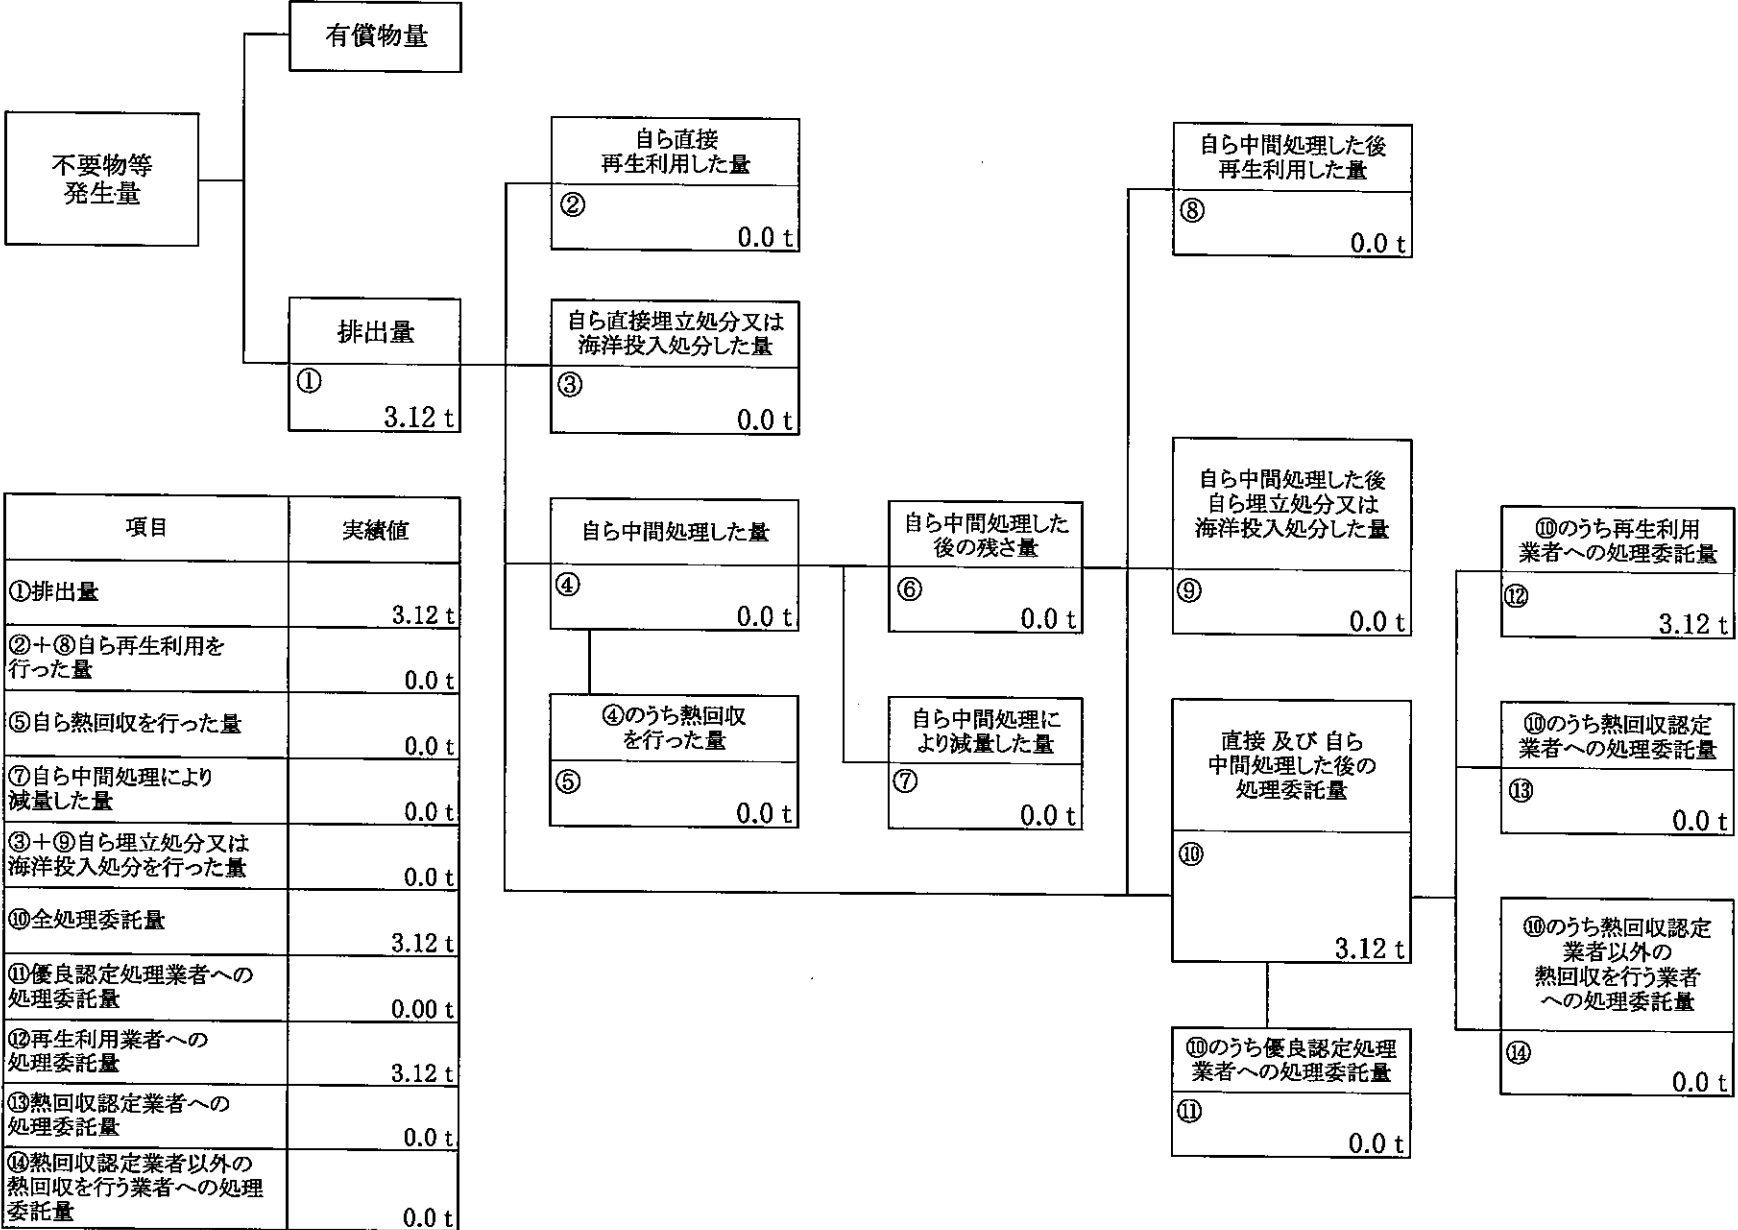 有償物量
不要物等
発生量
排出量
①
3.12 t
自ら直接
再生利用した量
②
0.0 t
自ら直接埋立処分又は
海洋投入処分した量
③
0.0 t
自ら中間処理した量
④
0.0 t
④のうち熱回収
を行った量
⑤
0.0 t
自ら中間処理した
後の残さ量
⑥
0.0 t
自ら中間処理に
より減量した量
⑦
0.0 t
自ら中間処理した後
再生利用した量
⑧
0.0 t
自ら中間処理した後
自ら埋立処分又は
海洋投入処分した量
⑨
0.0 t
直接 及び 自ら
中間処理した後の
処理委託量
⑩
3.12 t
⑩のうち優良認定処理
業者への処理委託量
⑪
0.0 t
⑩のうち再生利用
業者への処理委託量
⑫
3.12 t
⑩のうち熱回収認定
業者への処理委託量
⑬
0.0 t
⑩のうち熱回収認定
業者以外の
熱回収を行う業者
への処理委託量
⑭
0.0 t
項目 実績値
①排出量
3.12 t
②+⑧自ら再生利用を
行った量
0.0 t
⑤自ら熱回収を行った量
0.0 t
⑦自ら中間処理により
減量した量
0.0 t
③+⑨自ら埋立処分又は
海洋投入処分を行った量
0.0 t
⑩全処理委託量
3.12 t
⑪優良認定処理業者への
処理委託量
0.00 t
⑫再生利用業者への
処理委託量
3.12 t
⑬熱回収認定業者への
処理委託量
0.0 t
⑭熱回収認定業者以外の
熱回収を行う業者への処理
委託量
0.0 t